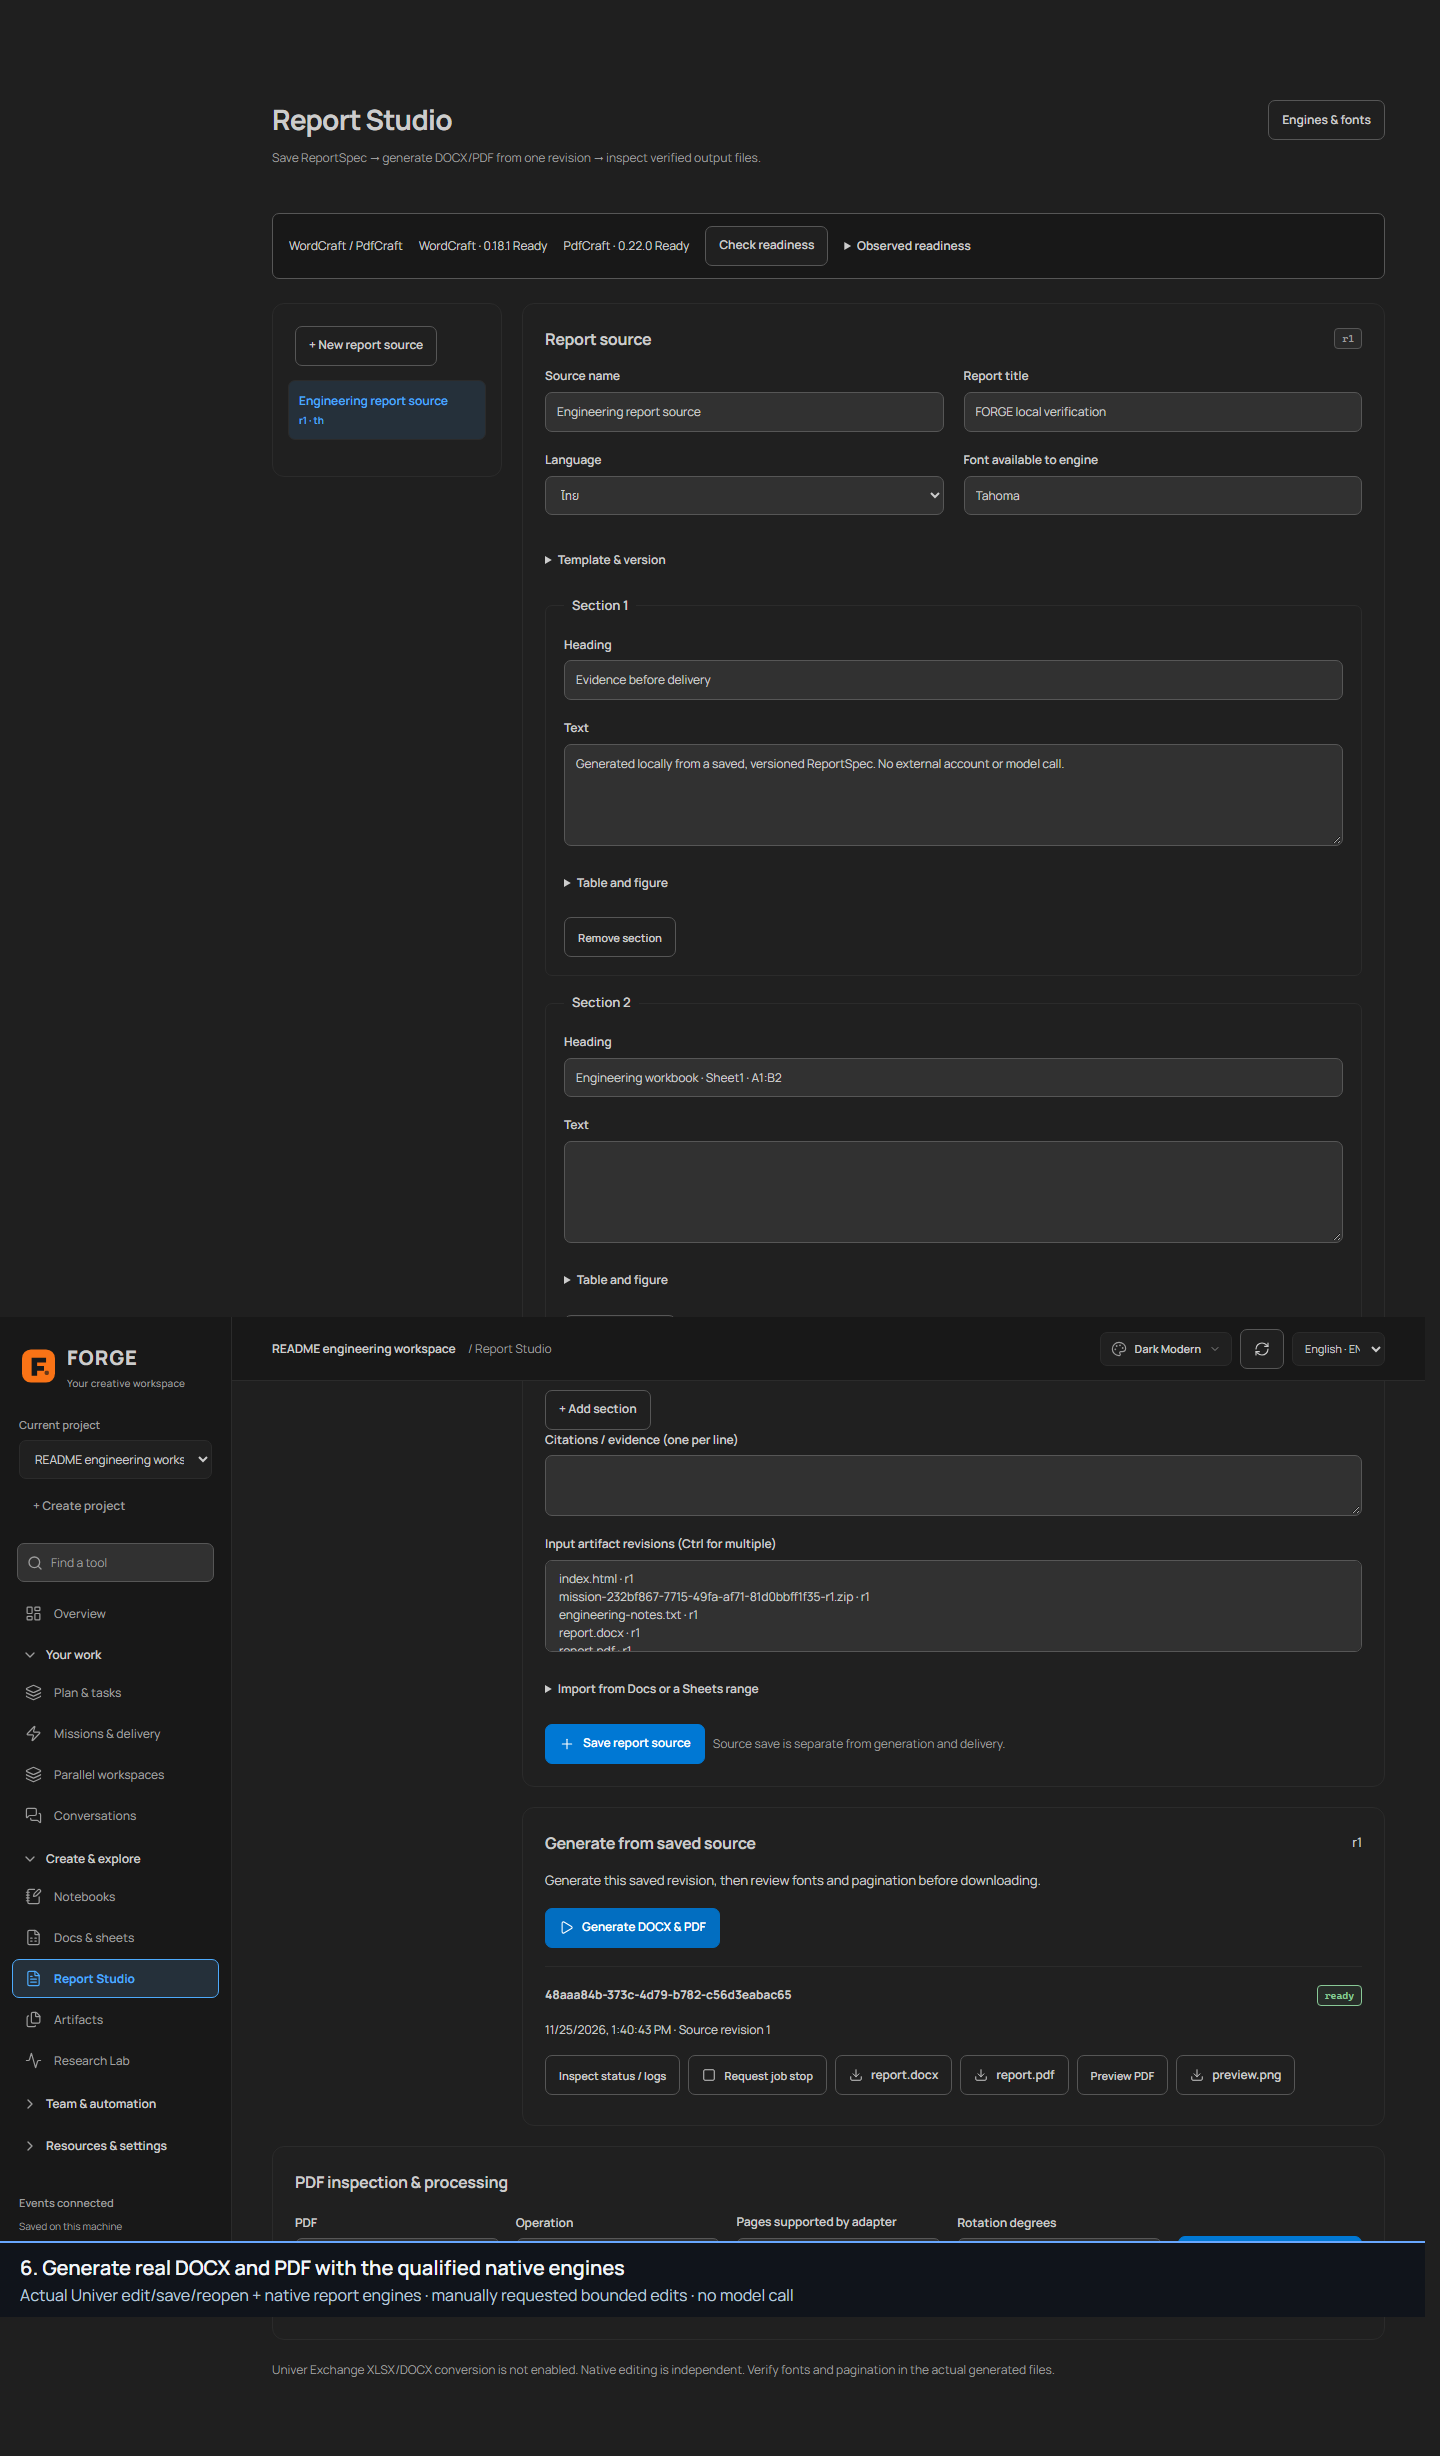 Report Studio
Engines & fonts
Save ReportSpec → generate DOCX/PDF from one revision → inspect verified output files.
WordCraft / PdfCraft WordCraft · 0.18.1 Ready PdfCraft · 0.22.0 Ready Check readiness Observed readiness
+ New report source
Engineering report source
r1 · th
Report source
r1
Source name
Report title
Engineering report source
FORGE local verification
Language
Font available to engine
ไทย
Tahoma
Template & version
Section 1
Heading
Evidence before delivery
Text
Generated locally from a saved, versioned ReportSpec. No external account or model call.
Table and figure
Remove section
Section 2
Heading
Engineering workbook · Sheet1 · A1:B2
Text
Table and figure
FORGE
Your creative workspace
README engineering workspace / Report Studio
Dark Modern
English · EN
Current project
README engineering works
+ Create project
Find a tool
Overview
Your work
Plan & tasks
Missions & delivery
Parallel workspaces
Conversations
Create & explore
Notebooks
Docs & sheets
Report Studio
Artifacts
Research Lab
Team & automation
Resources & settings
Events connected
Saved on this machine
+ Add section
Citations / evidence (one per line)
Input artifact revisions (Ctrl for multiple)
index.html · r1
mission-232bf867-7715-49fa-af71-81d0bbff1f35-r1.zip · r1
engineering-notes.txt · r1
report.docx · r1
report.pdf · r1
Import from Docs or a Sheets range
Save report source
Source save is separate from generation and delivery.
Generate from saved source
r1
Generate this saved revision, then review fonts and pagination before downloading.
Generate DOCX & PDF
48aaa84b-373c-4d79-b782-c56d3eabac65
ready
11/25/2026, 1:40:43 PM · Source revision 1
Inspect status / logs Request job stop report.docx report.pdf Preview PDF preview.png
PDF inspection & processing
PDF Operation Pages supported by adapter Rotation degrees
6. Generate real DOCX and PDF with the qualified native engines
Actual Univer edit/save/reopen + native report engines · manually requested bounded edits · no model call
Univer Exchange XLSX/DOCX conversion is not enabled. Native editing is independent. Verify fonts and pagination in the actual generated files.